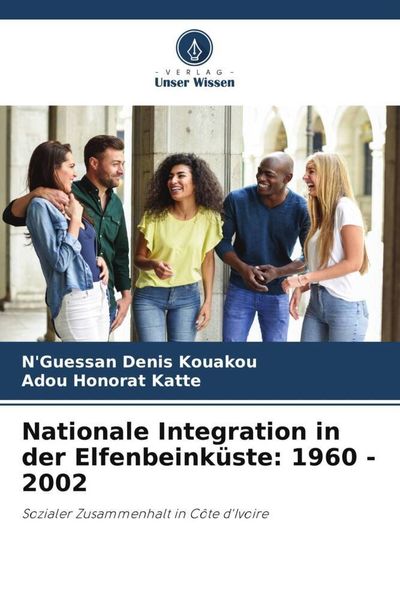 - VERLAG -
Unser Wissen
N'Guessan Denis Kouakou
Adou Honorat Katte
Nationale Integration in
der Elfenbeinküste: 1960 -
2002
Sozialer Zusammenhalt in Côte d'Ivoire